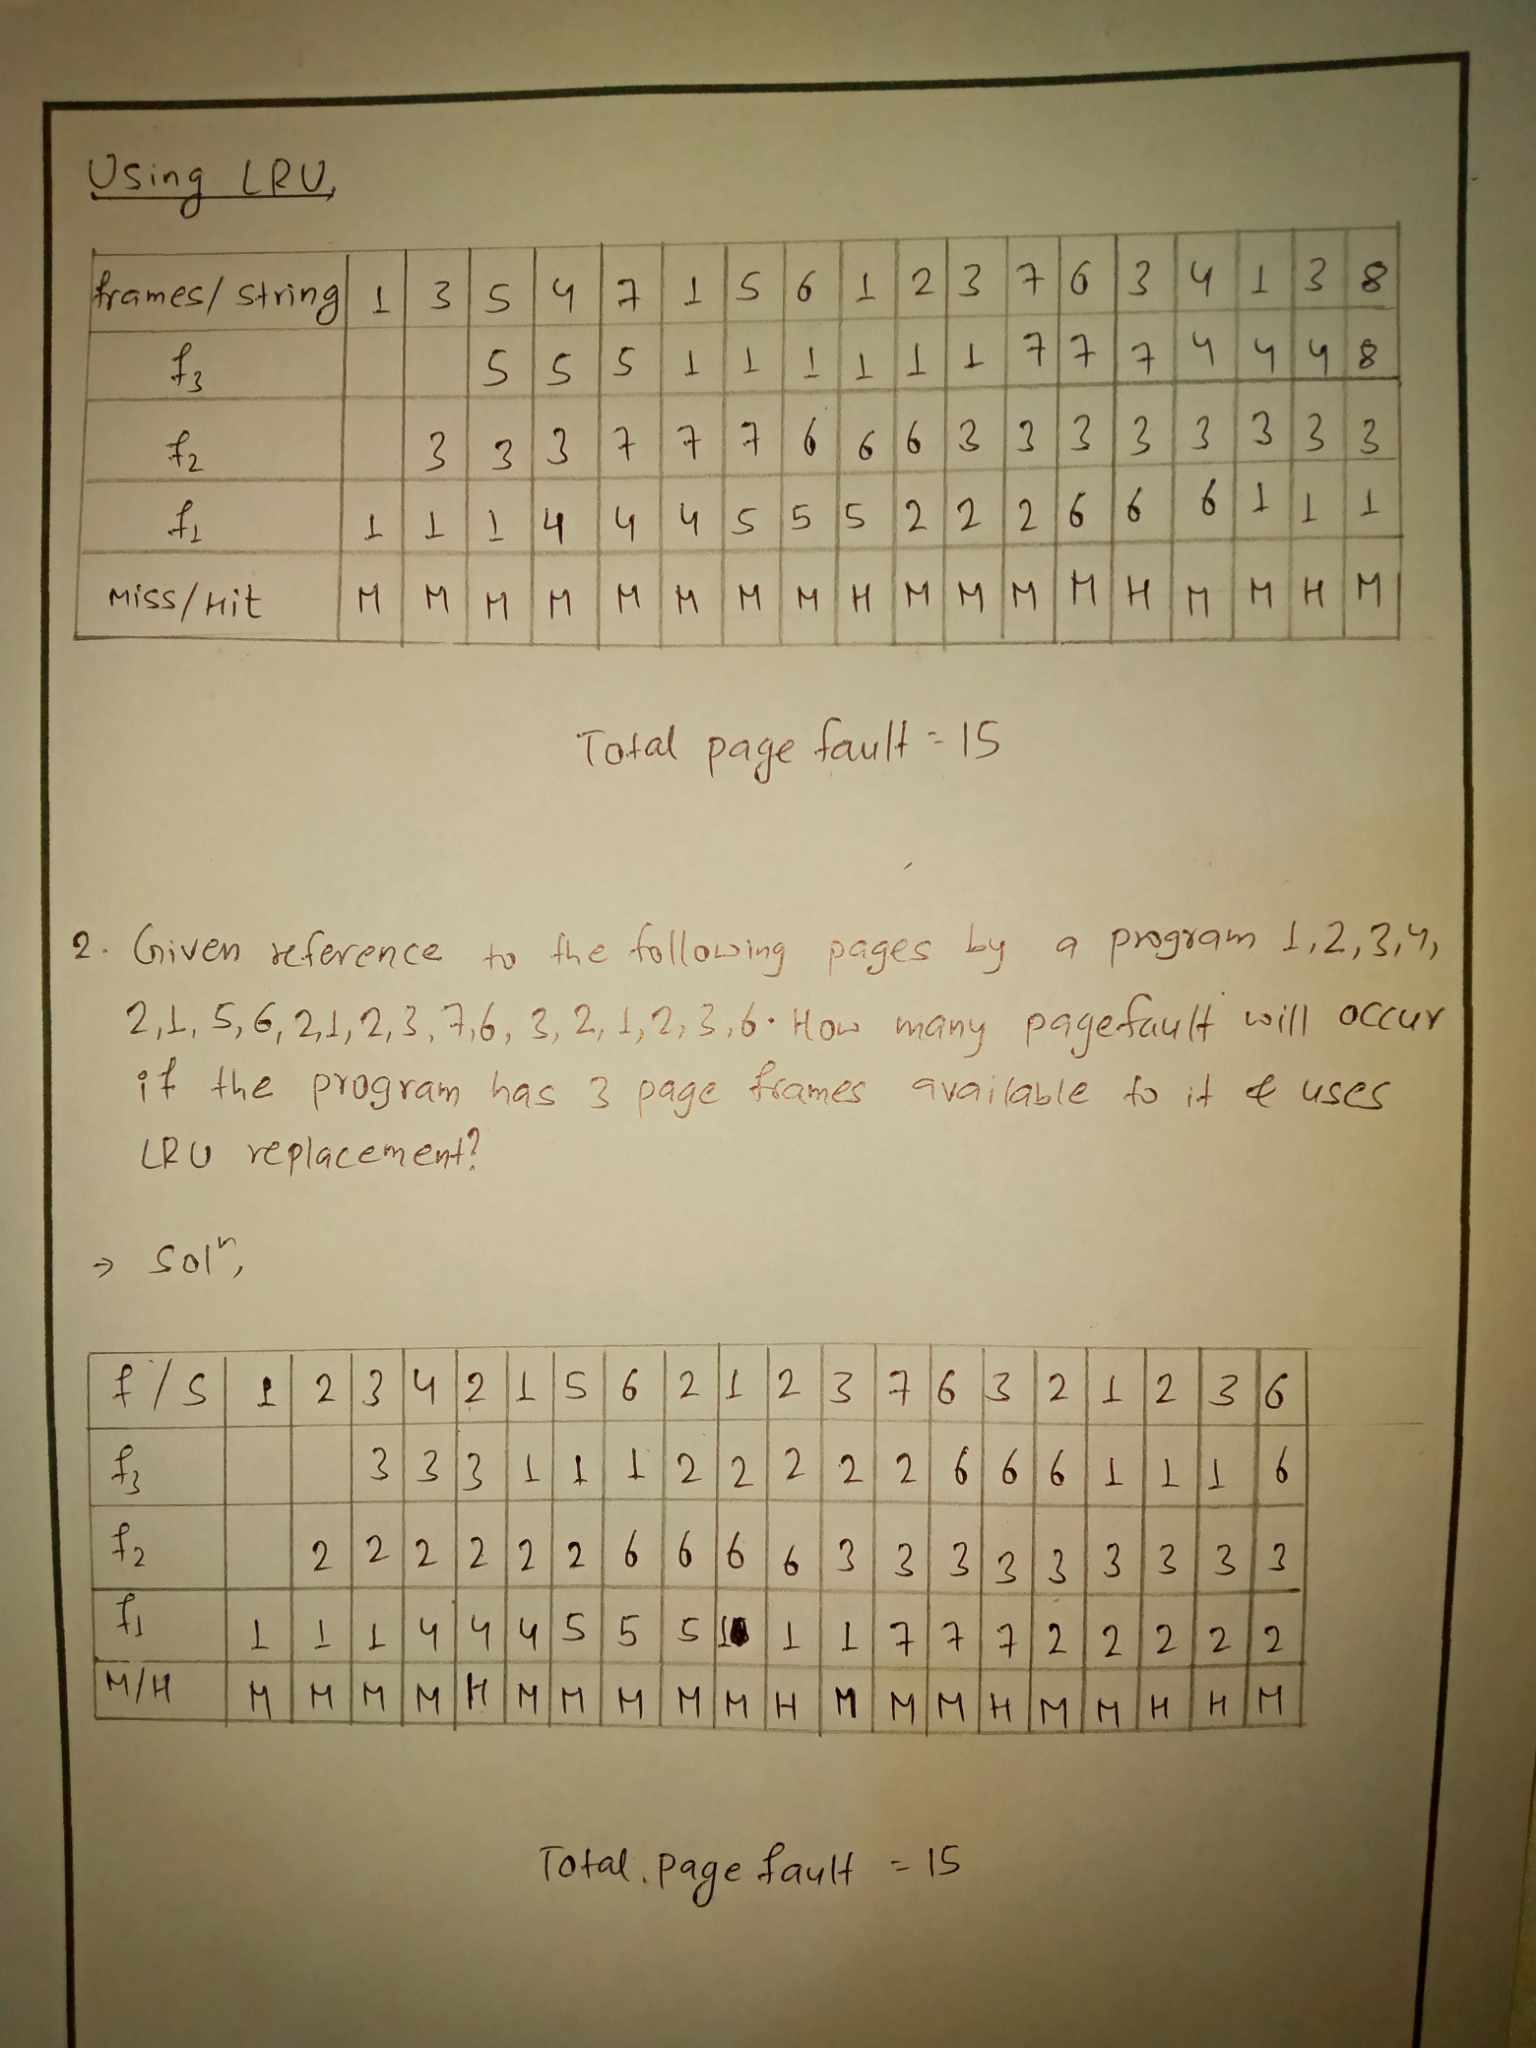 Using LRU,
frames/string 1 3 5 4 7 1 5 6 1 2 3 7 6 3 4 1 3 8
f3 5 5 5 1 1 1 1 1 1 7 7 7 4 4 4 8
f2 3 3 3 7 7 7 6 6 6 3 3 3 3 3 3 3 3
f1 1 1 1 4 4 4 5 5 5 2 2 2 6 6 6 1 1 1
Miss/Hit M M M M M M M M H M M M M H M M H M
Total page fault = 15
2. Given reference to the following pages by a program 1,2,3,4,
2,1,5,6,2,1,2,3,7,6,3,2,1,2,3,6. How many pagefault will occur
if the program has 3 page frames available to it & uses
LRU replacement?
→ Solⁿ,
f/S 1 2 3 4 2 1 5 6 2 1 2 3 7 6 3 2 1 2 3 6
f3 3 3 3 1 1 1 2 2 2 2 2 6 6 6 1 1 1 6
f2 2 2 2 2 2 2 6 6 6 6 3 3 3 3 3 3 3 3 3
f1 1 1 1 4 4 4 5 5 5 1 1 1 7 7 7 2 2 2 2 2
M/H M M M M H M M M M M H M M M H M M H H M
Total page fault = 15